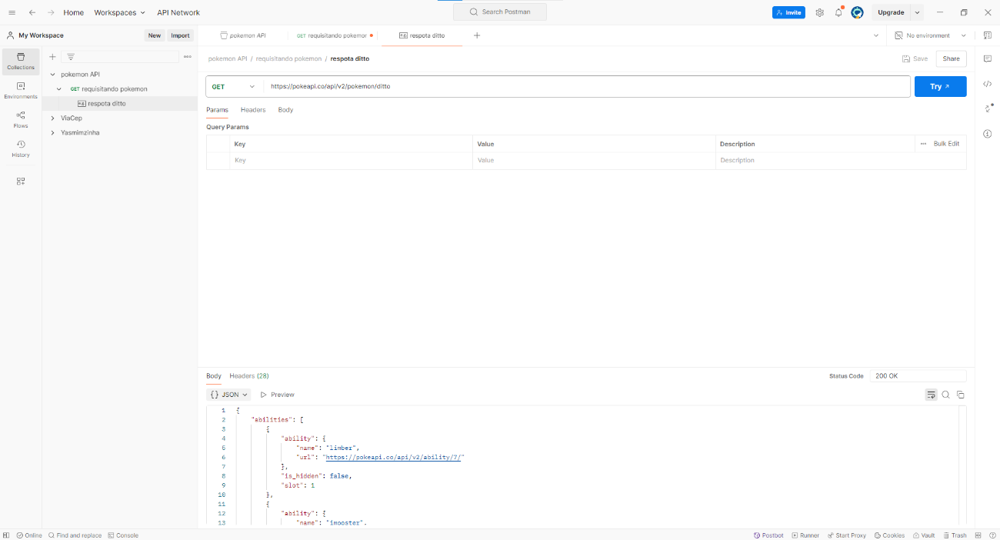 Home Workspaces API Network Search Postman Invite Upgrade
My Workspace New Import pokemon API GET requisitando pokemor respota ditto No environment
Collections
Environments
Flows
History
pokemon API
GET requisitando pokemon
respota ditto
ViaCep
Yasmimzinha
pokemon API / requisitando pokemon / respota ditto Save Share
GET https://pokeapi.co/api/v2/pokemon/ditto Try
Params Headers Body
Query Params
Key Value Description Bulk Edit
Key Value Description
Body Headers (28) Status Code 200 OK
{} JSON Preview
1 {
2 "abilities": [
3 {
4 "ability": {
5 "name": "limber",
6 "url": "https://pokeapi.co/api/v2/ability/7/"
7 },
8 "is_hidden": false,
9 "slot": 1
10 },
11 {
12 "ability": {
13 "name": "imposter",
Online Find and replace Console Postbot Runner Start Proxy Cookies Vault Trash